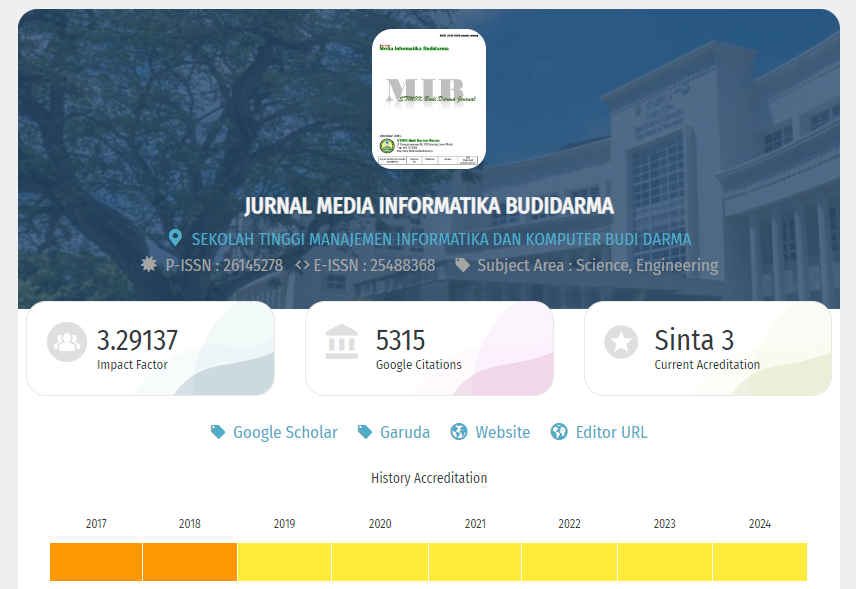 Media Informatika Budidarma
MIB
STMIK Budi Darma Journal
JURNAL MEDIA INFORMATIKA BUDIDARMA
SEKOLAH TINGGI MANAJEMEN INFORMATIKA DAN KOMPUTER BUDI DARMA
P-ISSN : 26145278 <> E-ISSN : 25488368 Subject Area : Science, Engineering
3.29137 5315 Sinta 3
Impact Factor Google Citations Current Acreditation
Google Scholar Garuda Website Editor URL
History Accreditation
2017 2018 2019 2020 2021 2022 2023 2024